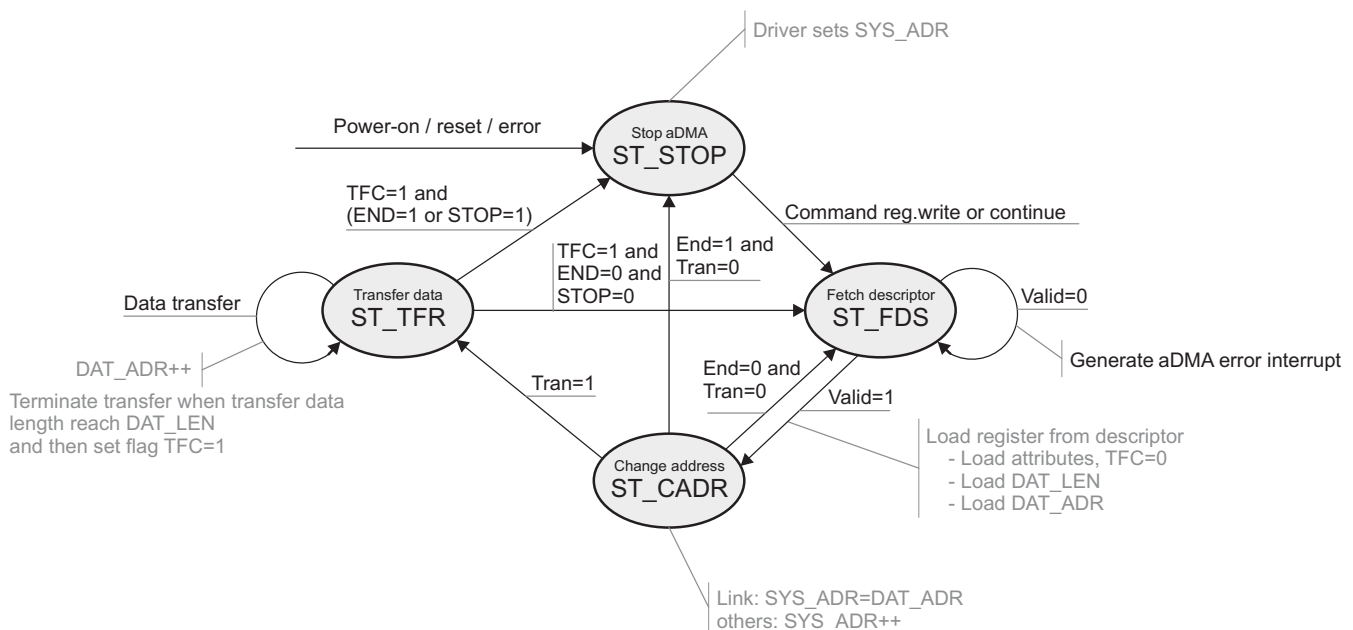 Driver sets SYS_ADR
Power-on / reset / error
Stop aDMA
ST_STOP
TFC=1 and
(END=1 or STOP=1)
Command reg.write or continue
TFC=1 and
END=0 and
STOP=0
End=1 and
Tran=0
Data transfer
Transfer data
ST_TFR
Fetch descriptor
ST_FDS
Valid=0
Generate aDMA error interrupt
DAT_ADR++
Terminate transfer when transfer data
length reach DAT_LEN
and then set flag TFC=1
Tran=1
End=0 and
Tran=0
Valid=1
Load register from descriptor
- Load attributes, TFC=0
- Load DAT_LEN
- Load DAT_ADR
Change address
ST_CADR
Link: SYS_ADR=DAT_ADR
others: SYS_ADR++